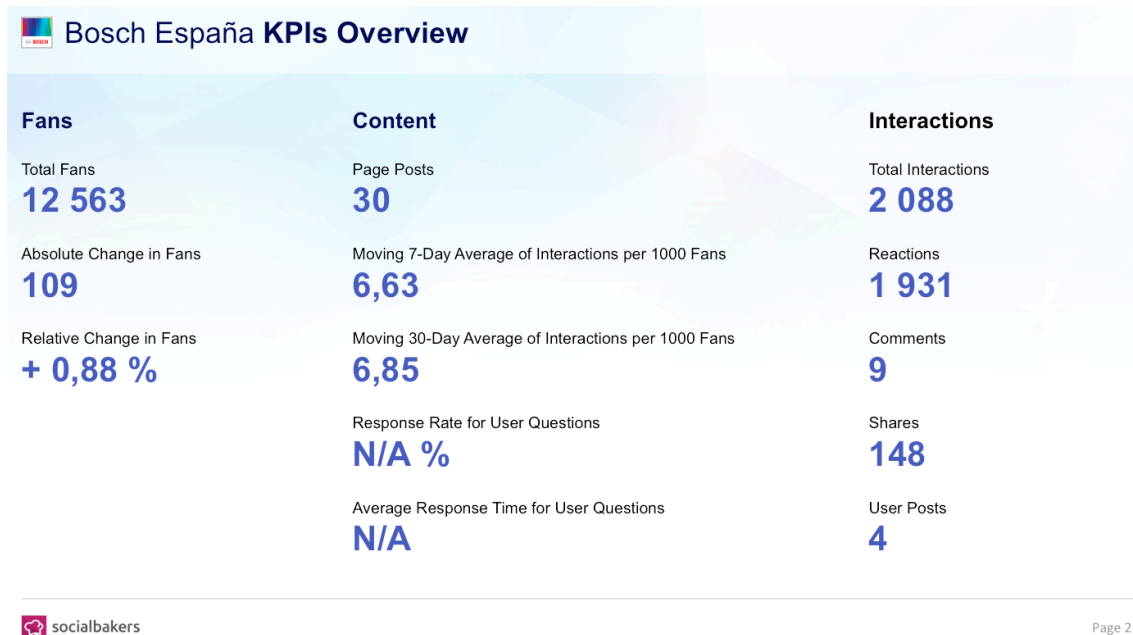 BOSCH
Bosch España KPIs Overview
Fans
Total Fans
12 563
Absolute Change in Fans
109
Relative Change in Fans
+ 0,88 %
Content
Page Posts
30
Moving 7-Day Average of Interactions per 1000 Fans
6,63
Moving 30-Day Average of Interactions per 1000 Fans
6,85
Response Rate for User Questions
N/A %
Average Response Time for User Questions
N/A
Interactions
Total Interactions
2 088
Reactions
1 931
Comments
9
Shares
148
User Posts
4
socialbakers
Page 2